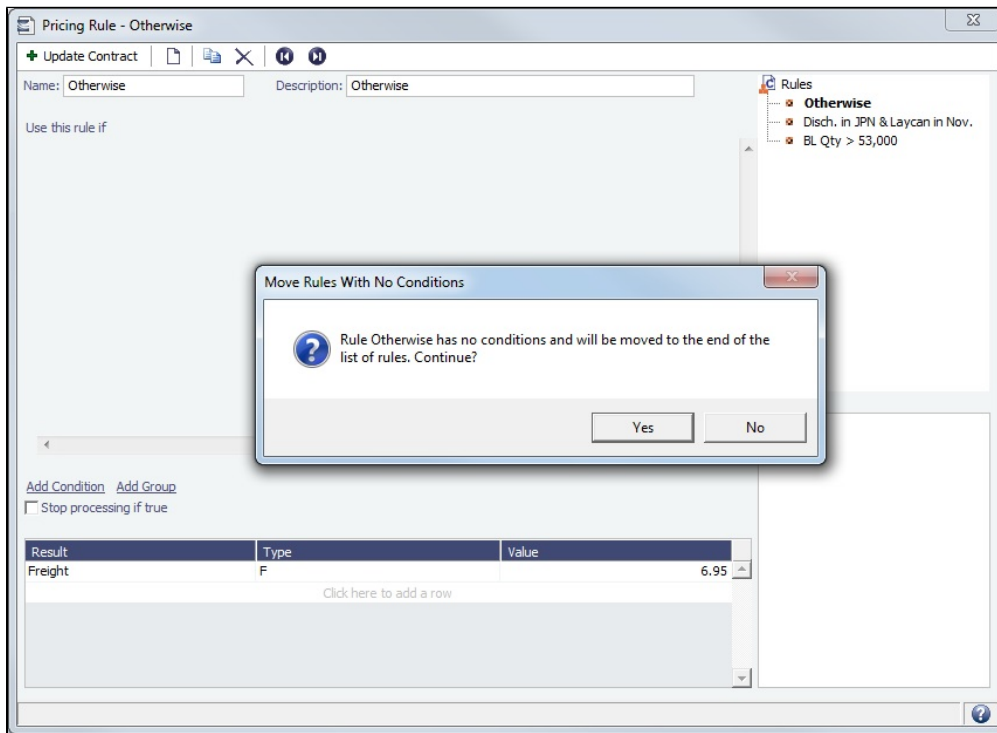 Pricing Rule - Otherwise
Update Contract
Name: Otherwise Description: Otherwise
Use this rule if
Rules
Otherwise
Disch. in JPN & Laycan in Nov.
BL Qty > 53,000
Move Rules With No Conditions
Rule Otherwise has no conditions and will be moved to the end of the
list of rules. Continue?
Yes No
Add Condition Add Group
Stop processing if true
Result Type Value
Freight F 6.95
Click here to add a row